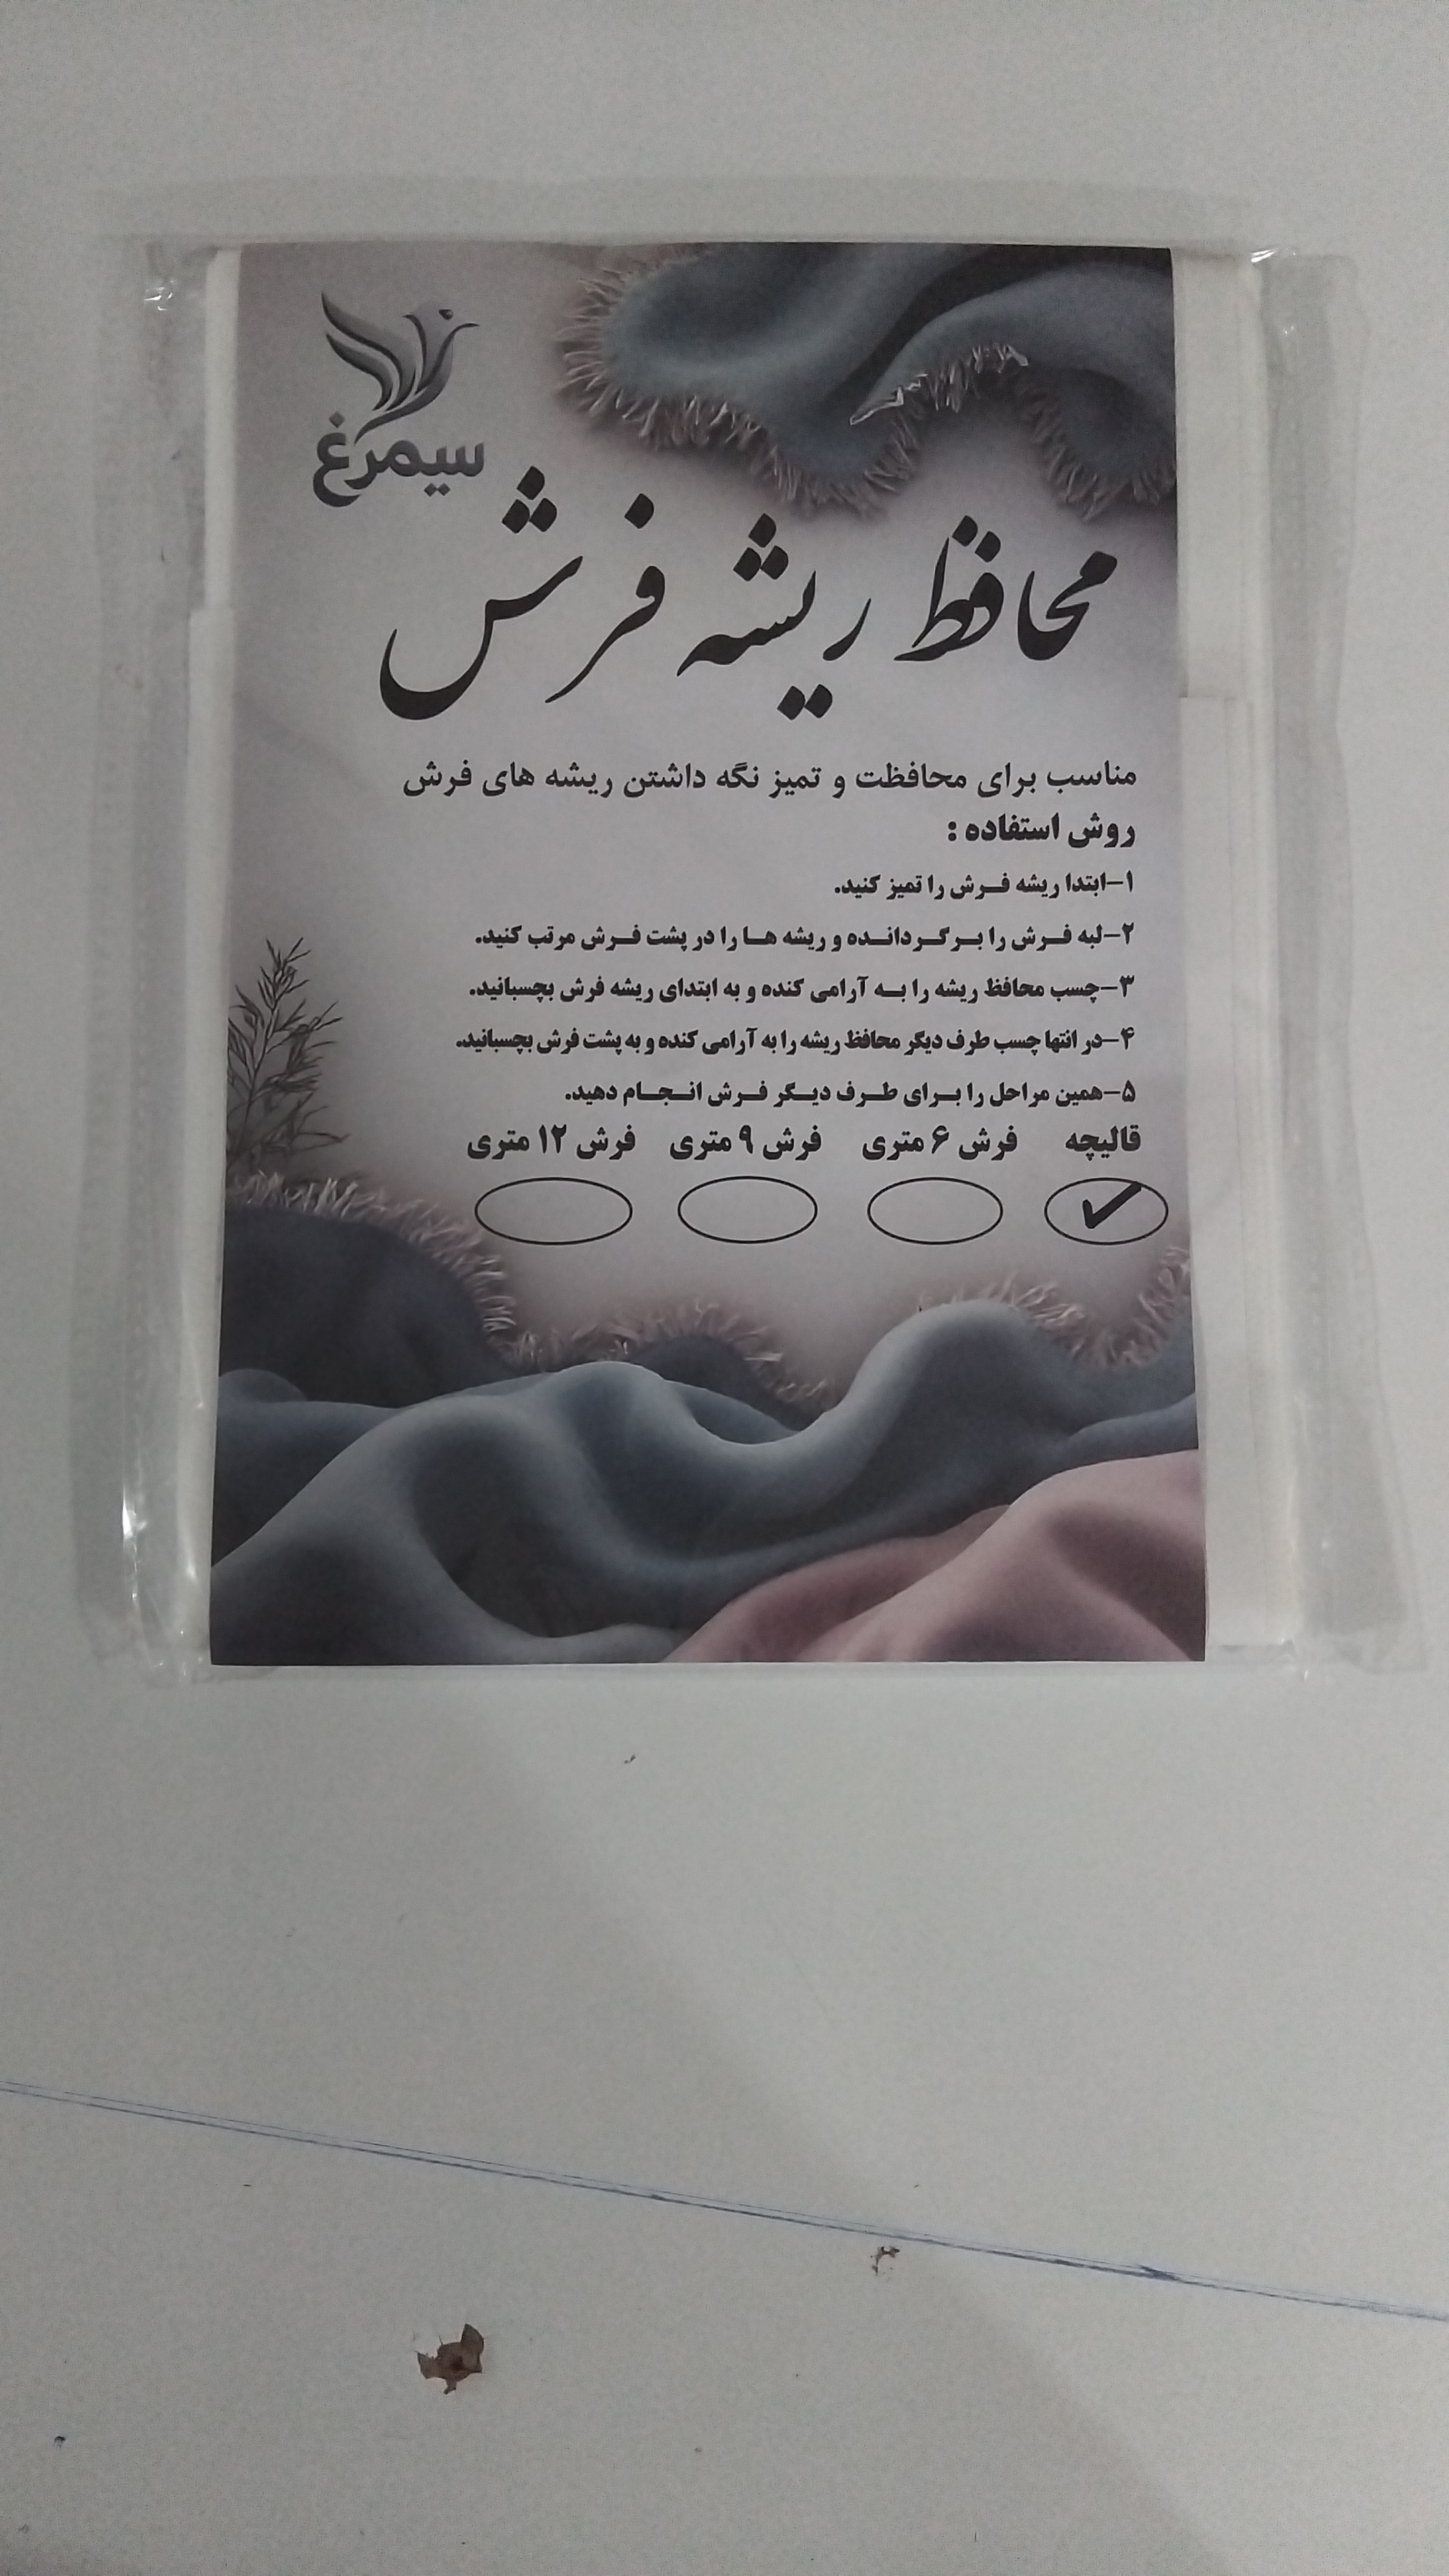 سیمرغ
محافظ ریشه فرش
مناسب برای محافظت و تمیز نگه داشتن ریشه های فرش
روش استفاده :
۱-ابتدا ریشه فرش را تمیز کنید.
۲-لبه فرش را برگردانده و ریشه ها را در پشت فرش مرتب کنید.
۳-چسب محافظ ریشه را به آرامی کنده و به ابتدای ریشه فرش بچسبانید.
۴-در انتها چسب طرف دیگر محافظ ریشه را به آرامی کنده و به پشت فرش بچسبانید.
۵-همین مراحل را برای طرف دیگر فرش انجام دهید.
قالیچه فرش ۶ متری فرش ۹ متری فرش ۱۲ متری